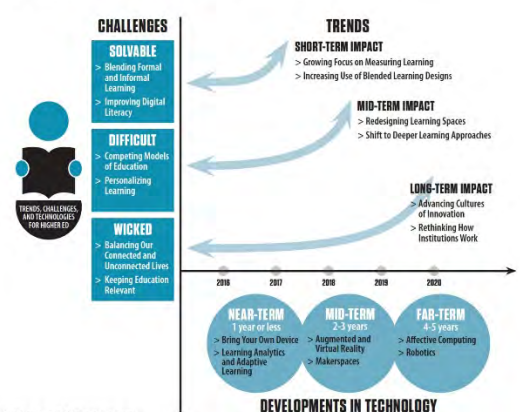 CHALLENGES
SOLVABLE
> Blending Formal
and Informal
Learning
> Improving Digital
Literacy
DIFFICULT
> Competing Models
of Education
> Personalizing
Learning
WICKED
> Balancing Our
Connected and
Unconnected Lives
> Keeping Education
Relevant
TRENDS, CHALLENGES,
AND TECHNOLOGIES
FOR HIGHER ED
TRENDS
SHORT-TERM IMPACT
> Growing Focus on Measuring Learning
> Increasing Use of Blended Learning Designs
MID-TERM IMPACT
> Redesigning Learning Spaces
> Shift to Deeper Learning Approaches
LONG-TERM IMPACT
> Advancing Cultures
of Innovation
> Rethinking How
Institutions Work
2016 2017 2018 2019 2020
NEAR-TERM
1 year or less
> Bring Your Own Device
> Learning Analytics
and Adaptive
Learning
MID-TERM
2-3 years
> Augmented and
Virtual Reality
> Makerspaces
FAR-TERM
4-5 years
> Affective Computing
> Robotics
DEVELOPMENTS IN TECHNOLOGY